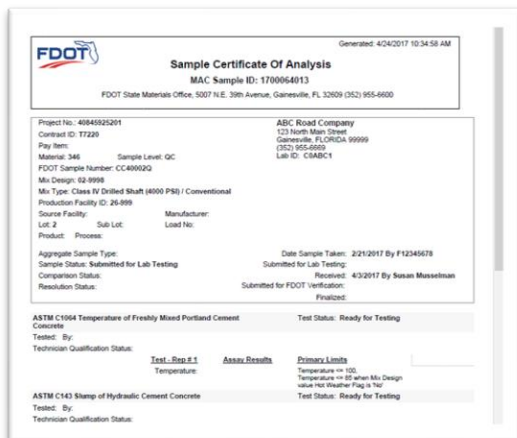 FDOT
Generated: 4/24/2017 10:34:58 AM
Sample Certificate Of Analysis
MAC Sample ID: 1700064013
FDOT State Materials Office, 5007 N.E. 39th Avenue, Gainesville, FL 32609 (352) 955-6600
Project No.: 40845925201
ABC Road Company
Contract ID: T7220
123 North Main Street
Pay Item:
Gainesville, FLORIDA 99999
Material: 346 Sample Level: QC
(352) 955-6669
FDOT Sample Number: CC40002Q
Lab ID: C0ABC1
Mix Design: 02-9998
Mix Type: Class IV Drilled Shaft (4000 PSI) / Conventional
Production Facility ID: 26-999
Source Facility: Manufacturer:
Lot: 2 Sub Lot: Load No:
Product: Process:
Aggregate Sample Type: Date Sample Taken: 2/21/2017 By F12345678
Sample Status: Submitted for Lab Testing Submitted for Lab Testing:
Comparison Status: Received: 4/3/2017 By Susan Musselman
Resolution Status: Submitted for FDOT Verification:
Finalized:
ASTM C1064 Temperature of Freshly Mixed Portland Cement Test Status: Ready for Testing
Concrete
Tested: By:
Technician Qualification Status:
Test - Rep # 1 Assay Results Primary Limits
Temperature: Temperature <= 100,
Temperature <= 85 when Mix Design
value Hot Weather Flag is 'No'
ASTM C143 Slump of Hydraulic Cement Concrete Test Status: Ready for Testing
Tested: By:
Technician Qualification Status: